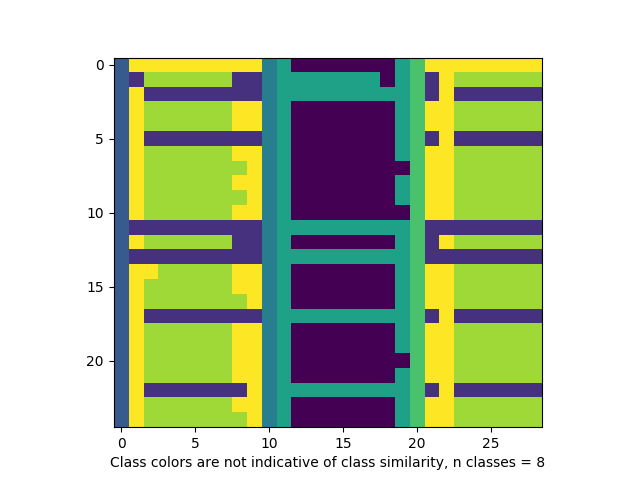 0
5
10
15
20
0 5 10 15 20 25
Class colors are not indicative of class similarity, n classes = 8